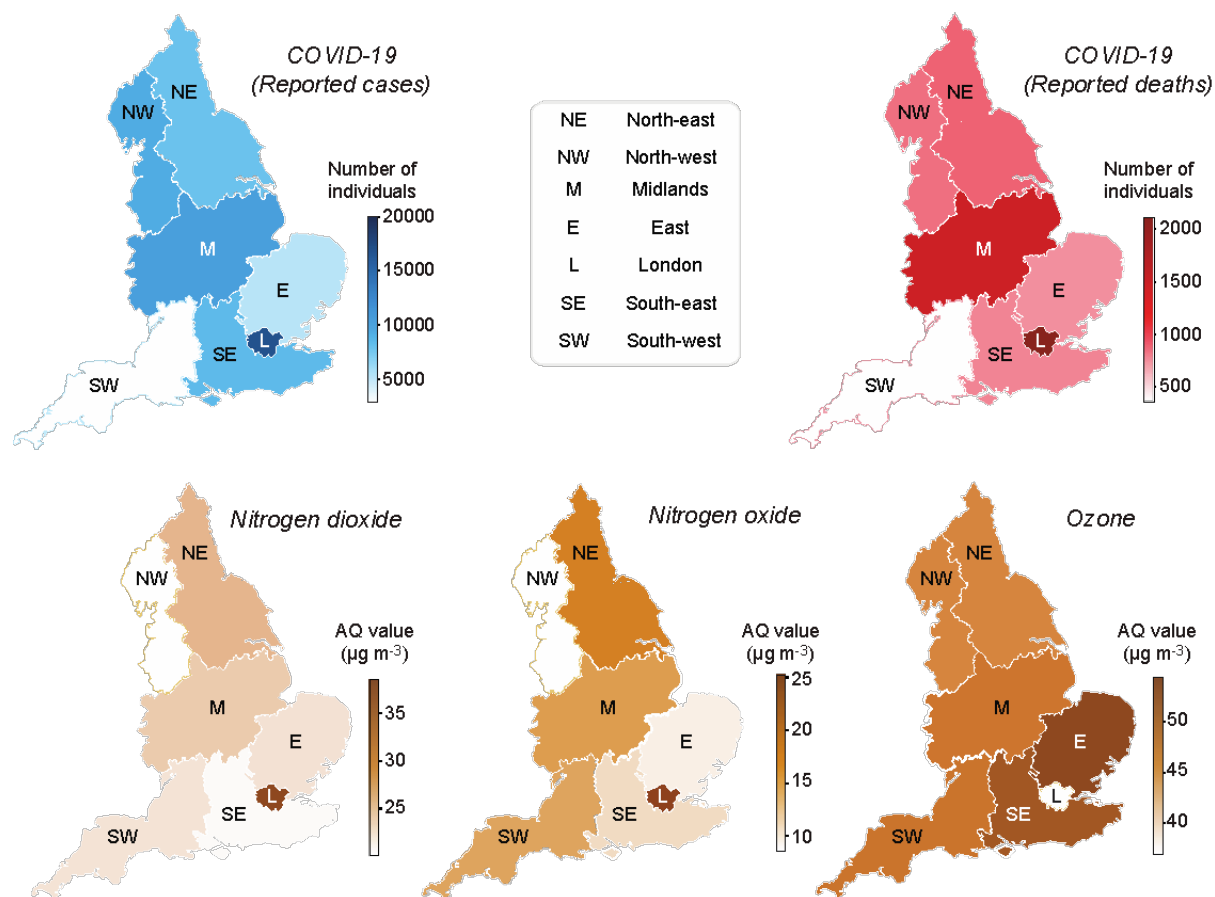 COVID-19
(Reported cases)
NE
NW
M
E
L
SE
SW
Number of
individuals
20000
15000
10000
5000
NE North-east
NW North-west
M Midlands
E East
L London
SE South-east
SW South-west
COVID-19
(Reported deaths)
NE
NW
M
E
L
SE
SW
Number of
individuals
2000
1500
1000
500
Nitrogen dioxide
NE
NW
M
E
L
SE
SW
AQ value
(µg m-3)
35
30
25
Nitrogen oxide
NE
NW
M
E
L
SE
SW
AQ value
(µg m-3)
25
20
15
10
Ozone
NE
NW
M
E
L
SE
SW
AQ value
(µg m-3)
50
45
40